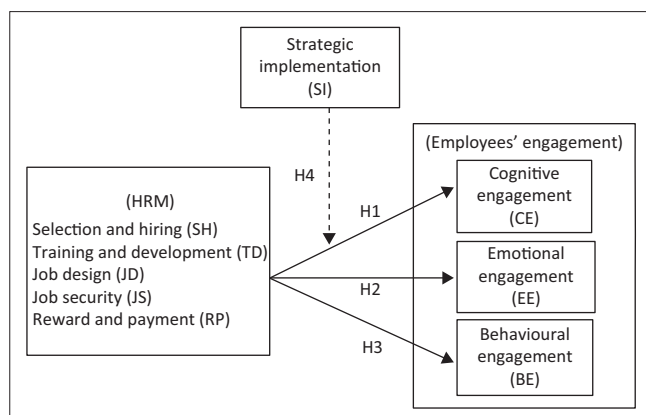 Strategic
implementation
(SI)
(Employees' engagement)
H4
Cognitive
engagement
(CE)
H1
(HRM)
Selection and hiring (SH)
Training and development (TD)
Job design (JD)
Job security (JS)
Reward and payment (RP)
H2
Emotional
engagement
(EE)
H3
Behavioural
engagement
(BE)